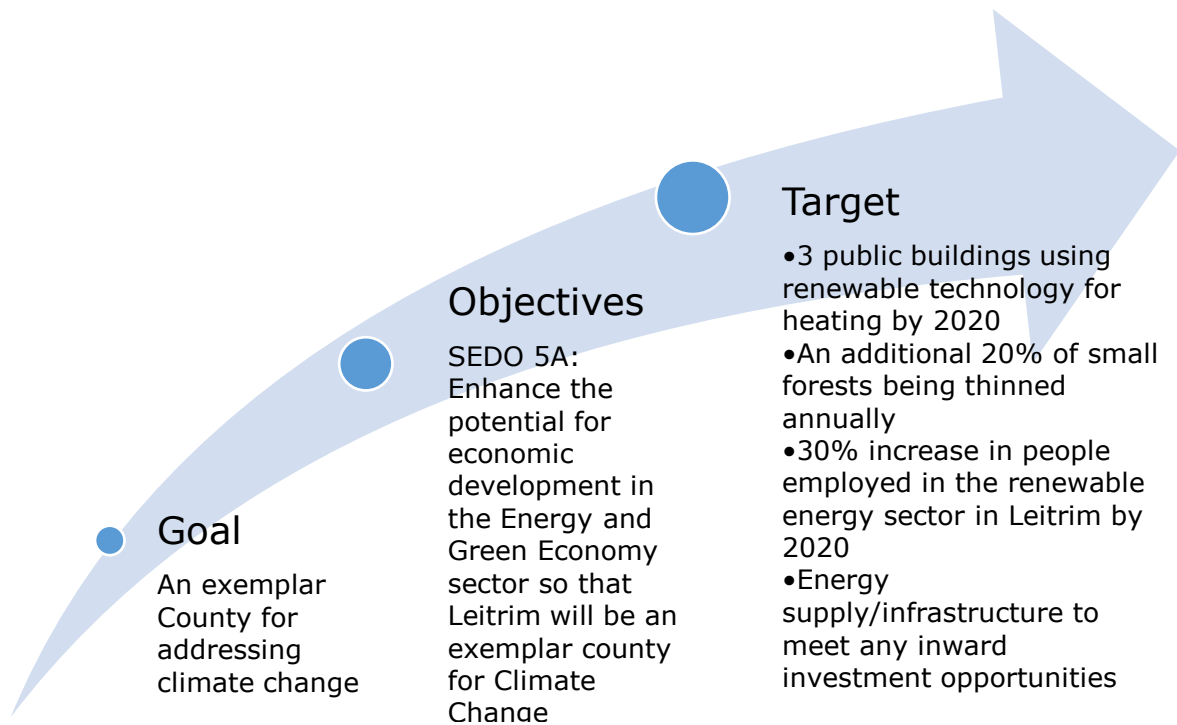 Goal
An exemplar
County for
addressing
climate change
Objectives
SEDO 5A:
Enhance the
potential for
economic
development in
the Energy and
Green Economy
sector so that
Leitrim will be an
exemplar county
for Climate
Change
Target
•3 public buildings using
renewable technology for
heating by 2020
•An additional 20% of small
forests being thinned
annually
•30% increase in people
employed in the renewable
energy sector in Leitrim by
2020
•Energy
supply/infrastructure to
meet any inward
investment opportunities